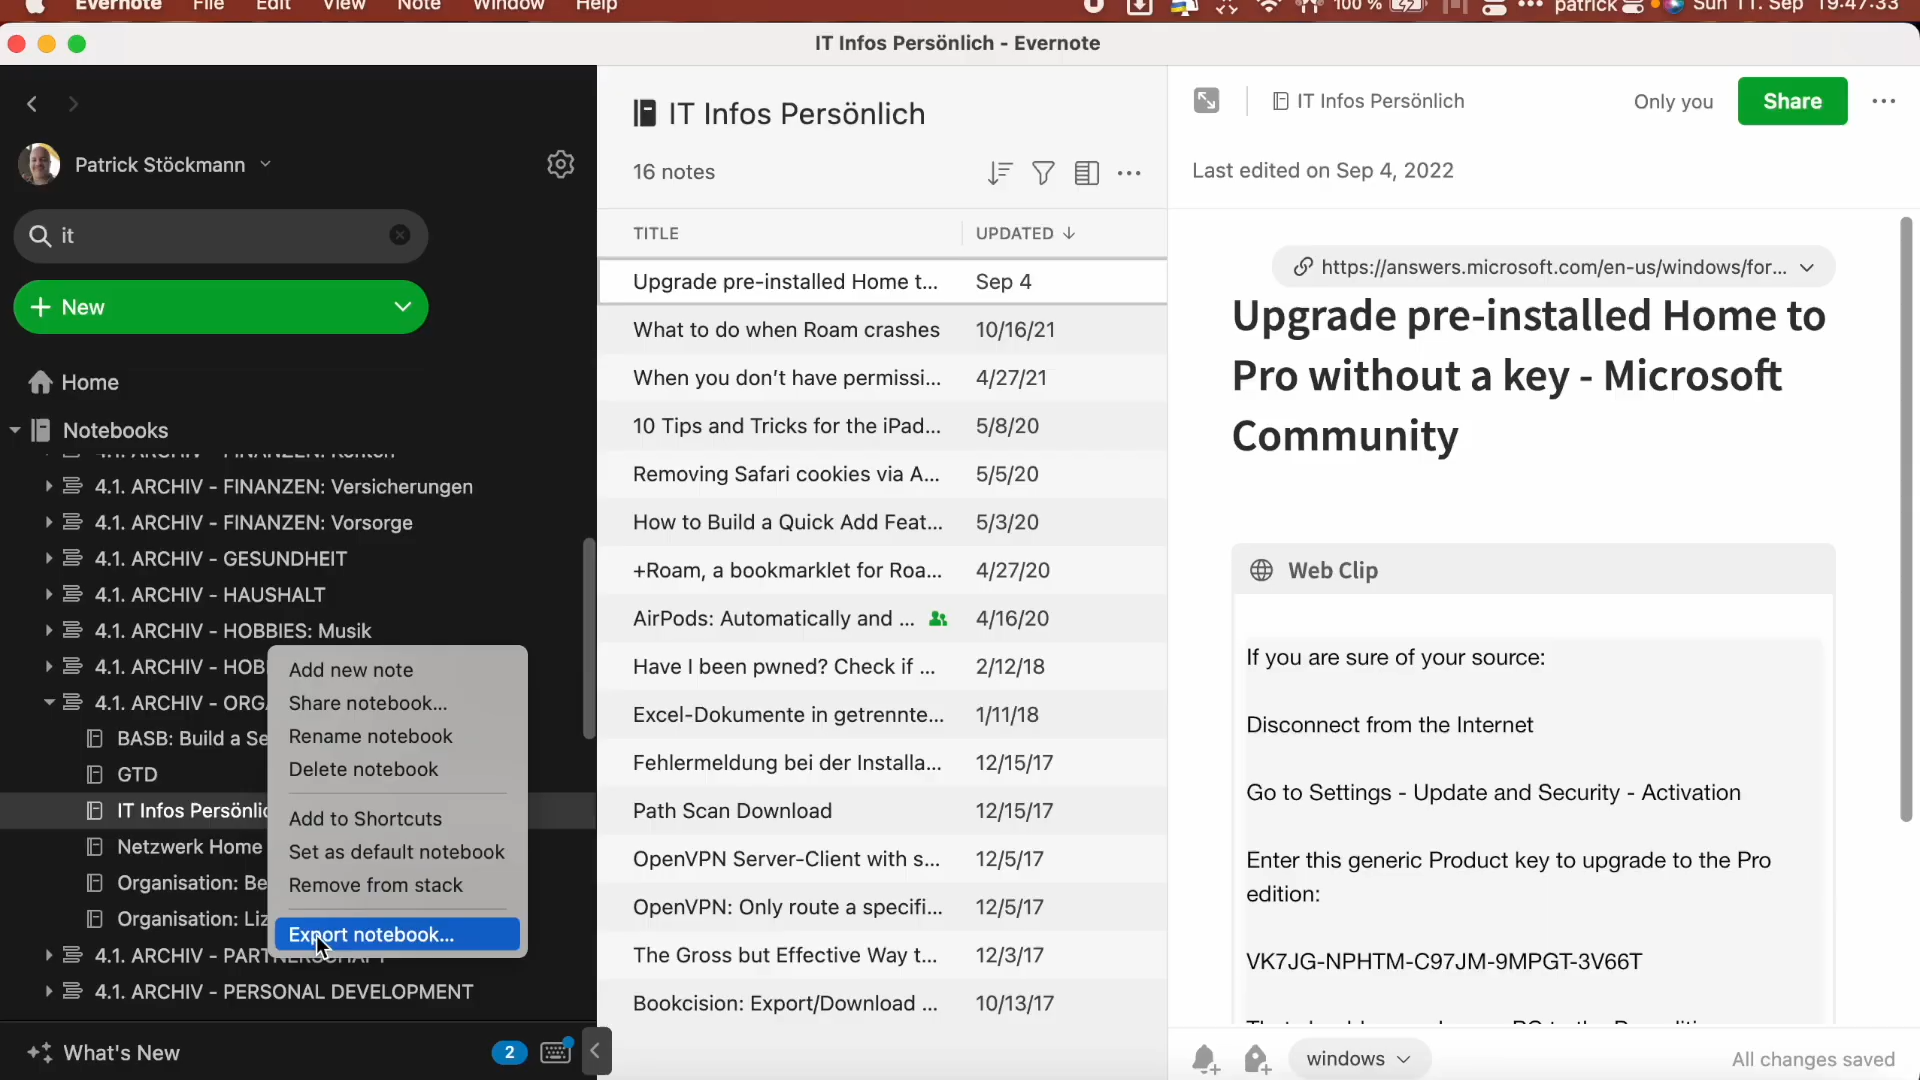 Evernote File Edit View Note Window Help 100 % patrick Sun 11. Sep 19:47:33
IT Infos Persönlich - Evernote
Patrick Stöckmann
it
New
Home
Notebooks
4.1. ARCHIV - FINANZEN: Konten
4.1. ARCHIV - FINANZEN: Versicherungen
4.1. ARCHIV - FINANZEN: Vorsorge
4.1. ARCHIV - GESUNDHEIT
4.1. ARCHIV - HAUSHALT
4.1. ARCHIV - HOBBIES: Musik
4.1. ARCHIV - HOB
4.1. ARCHIV - ORG
BASB: Build a Se
GTD
IT Infos Persönlic
Netzwerk Home
Organisation: Be
Organisation: Liz
4.1. ARCHIV - PARTNERSCHAFT
4.1. ARCHIV - PERSONAL DEVELOPMENT
What's New
2
Add new note
Share notebook...
Rename notebook
Delete notebook
Add to Shortcuts
Set as default notebook
Remove from stack
Export notebook...
IT Infos Persönlich
16 notes
TITLE UPDATED
Upgrade pre-installed Home t... Sep 4
What to do when Roam crashes 10/16/21
When you don't have permissi... 4/27/21
10 Tips and Tricks for the iPad... 5/8/20
Removing Safari cookies via A... 5/5/20
How to Build a Quick Add Feat... 5/3/20
+Roam, a bookmarklet for Roa... 4/27/20
AirPods: Automatically and ... 4/16/20
Have I been pwned? Check if ... 2/12/18
Excel-Dokumente in getrennte... 1/11/18
Fehlermeldung bei der Installa... 12/15/17
Path Scan Download 12/15/17
OpenVPN Server-Client with s... 12/5/17
OpenVPN: Only route a specifi... 12/5/17
The Gross but Effective Way t... 12/3/17
Bookcision: Export/Download ... 10/13/17
IT Infos Persönlich Only you Share
Last edited on Sep 4, 2022
https://answers.microsoft.com/en-us/windows/for...
Upgrade pre-installed Home to
Pro without a key - Microsoft
Community
Web Clip
If you are sure of your source:
Disconnect from the Internet
Go to Settings - Update and Security - Activation
Enter this generic Product key to upgrade to the Pro
edition:
VK7JG-NPHTM-C97JM-9MPGT-3V66T
windows
All changes saved